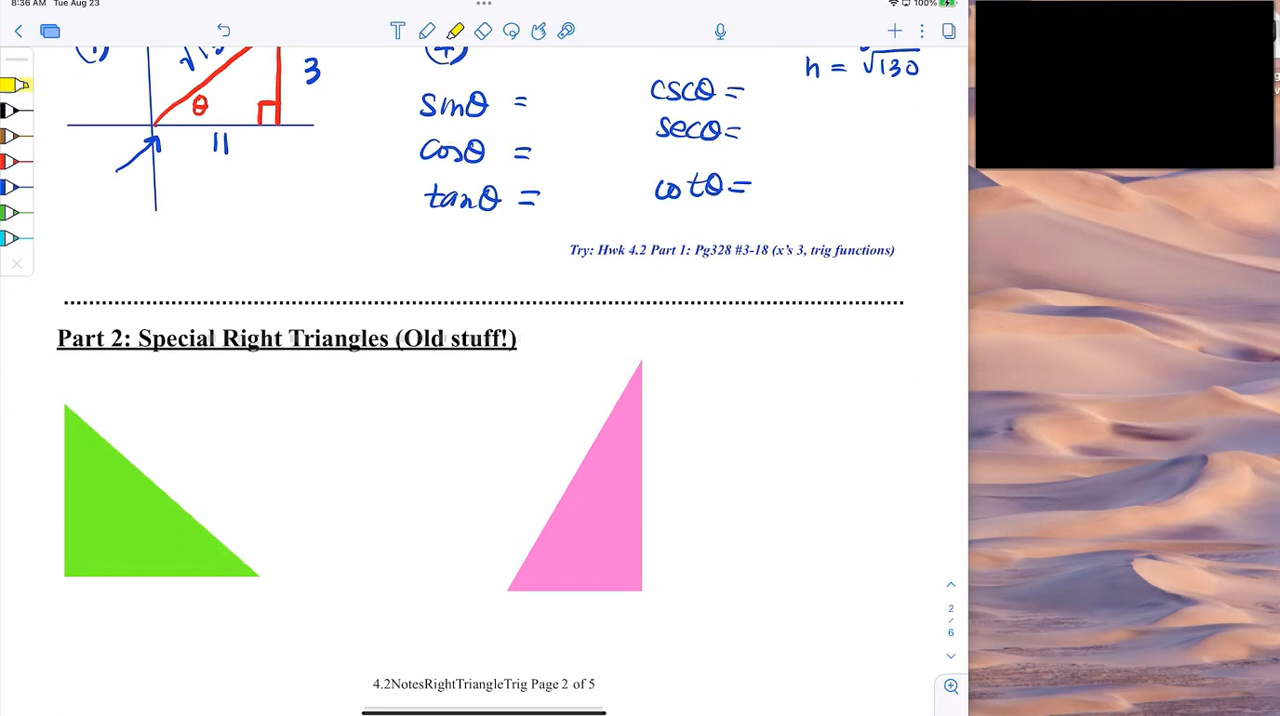 8:36 AM Tue Aug 23
100%
T
3
h = √130
θ
11
sinθ =
cscθ =
cosθ =
secθ=
tanθ =
cotθ=
Try: Hwk 4.2 Part 1: Pg328 #3-18 (x's 3, trig functions)
Part 2: Special Right Triangles (Old stuff!)
2
/
6
4.2NotesRightTriangleTrig Page 2 of 5